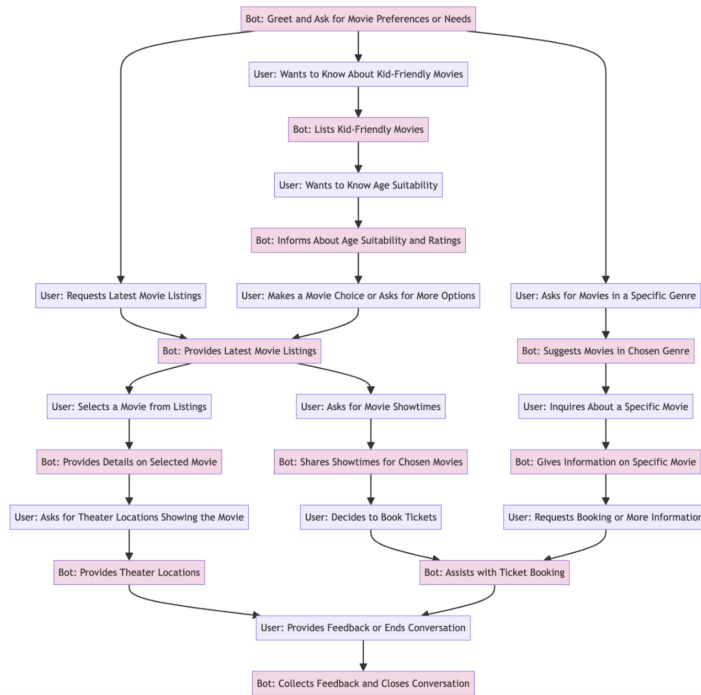 Bot: Greet and Ask for Movie Preferences or Needs
User: Wants to Know About Kid-Friendly Movies
Bot: Lists Kid-Friendly Movies
User: Wants to Know Age Suitability
Bot: Informs About Age Suitability and Ratings
User: Requests Latest Movie Listings
User: Makes a Movie Choice or Asks for More Options
User: Asks for Movies in a Specific Genre
Bot: Provides Latest Movie Listings
Bot: Suggests Movies in Chosen Genre
User: Selects a Movie from Listings
User: Asks for Movie Showtimes
User: Inquires About a Specific Movie
Bot: Provides Details on Selected Movie
Bot: Shares Showtimes for Chosen Movies
Bot: Gives Information on Specific Movie
User: Asks for Theater Locations Showing the Movie
User: Decides to Book Tickets
User: Requests Booking or More Information
Bot: Provides Theater Locations
Bot: Assists with Ticket Booking
User: Provides Feedback or Ends Conversation
Bot: Collects Feedback and Closes Conversation